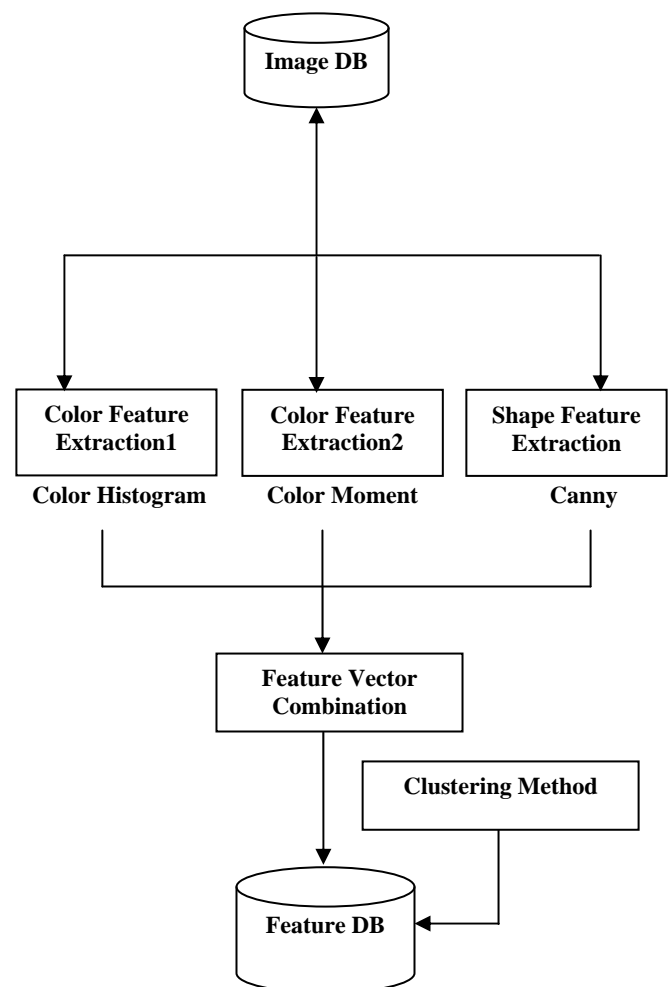 Image DB
Color Feature
Extraction1
Color Feature
Extraction2
Shape Feature
Extraction
Color Histogram
Color Moment
Canny
Feature Vector
Combination
Clustering Method
Feature DB